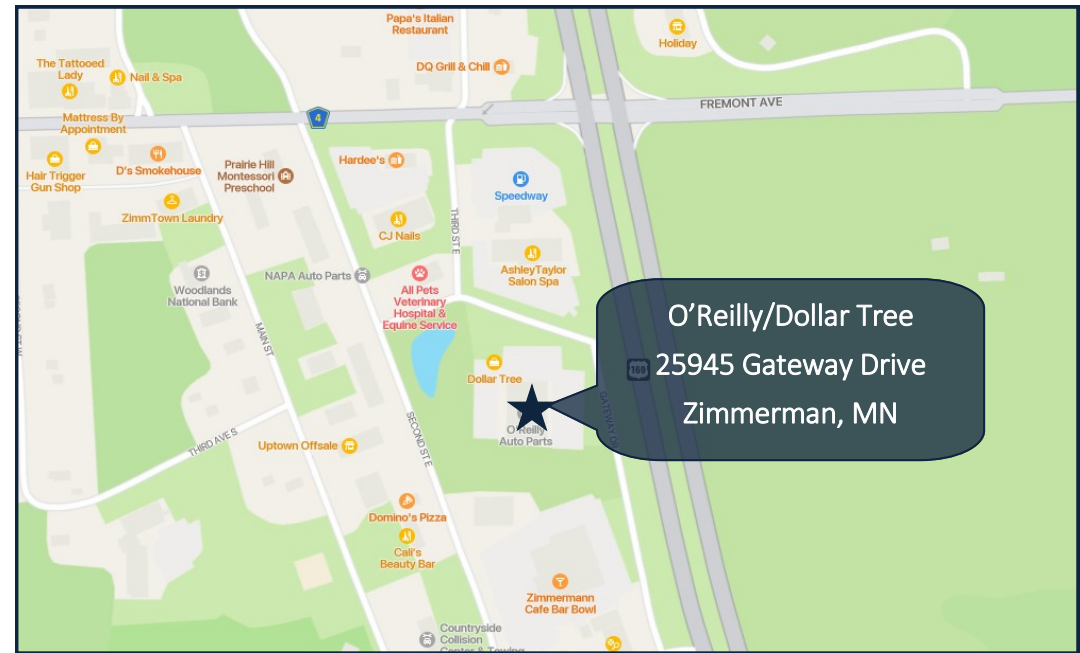 Papa's Italian
Restaurant
Holiday
The Tattooed
Lady
Nail & Spa
DQ Grill & Chill
FREMONT AVE
4
Mattress By
Appointment
Hardee's
D's Smokehouse
Prairie Hill
Montessori
Preschool
Hair Trigger
Gun Shop
Speedway
ZimmTown Laundry
THIRD ST E
CJ Nails
NAPA Auto Parts
AshleyTaylor
Salon Spa
Woodlands
National Bank
All Pets
Veterinary
Hospital &
Equine Service
MAIN ST
O'Reilly/Dollar Tree
169
25945 Gateway Drive
Zimmerman, MN
Dollar Tree
GATEWAY DR
O'Reilly
Auto Parts
SECOND ST E
THIRD AVE S
Uptown Offsale
Domino's Pizza
Cali's
Beauty Bar
Zimmermann
Cafe Bar Bowl
Countryside
Collision
Center & Towing